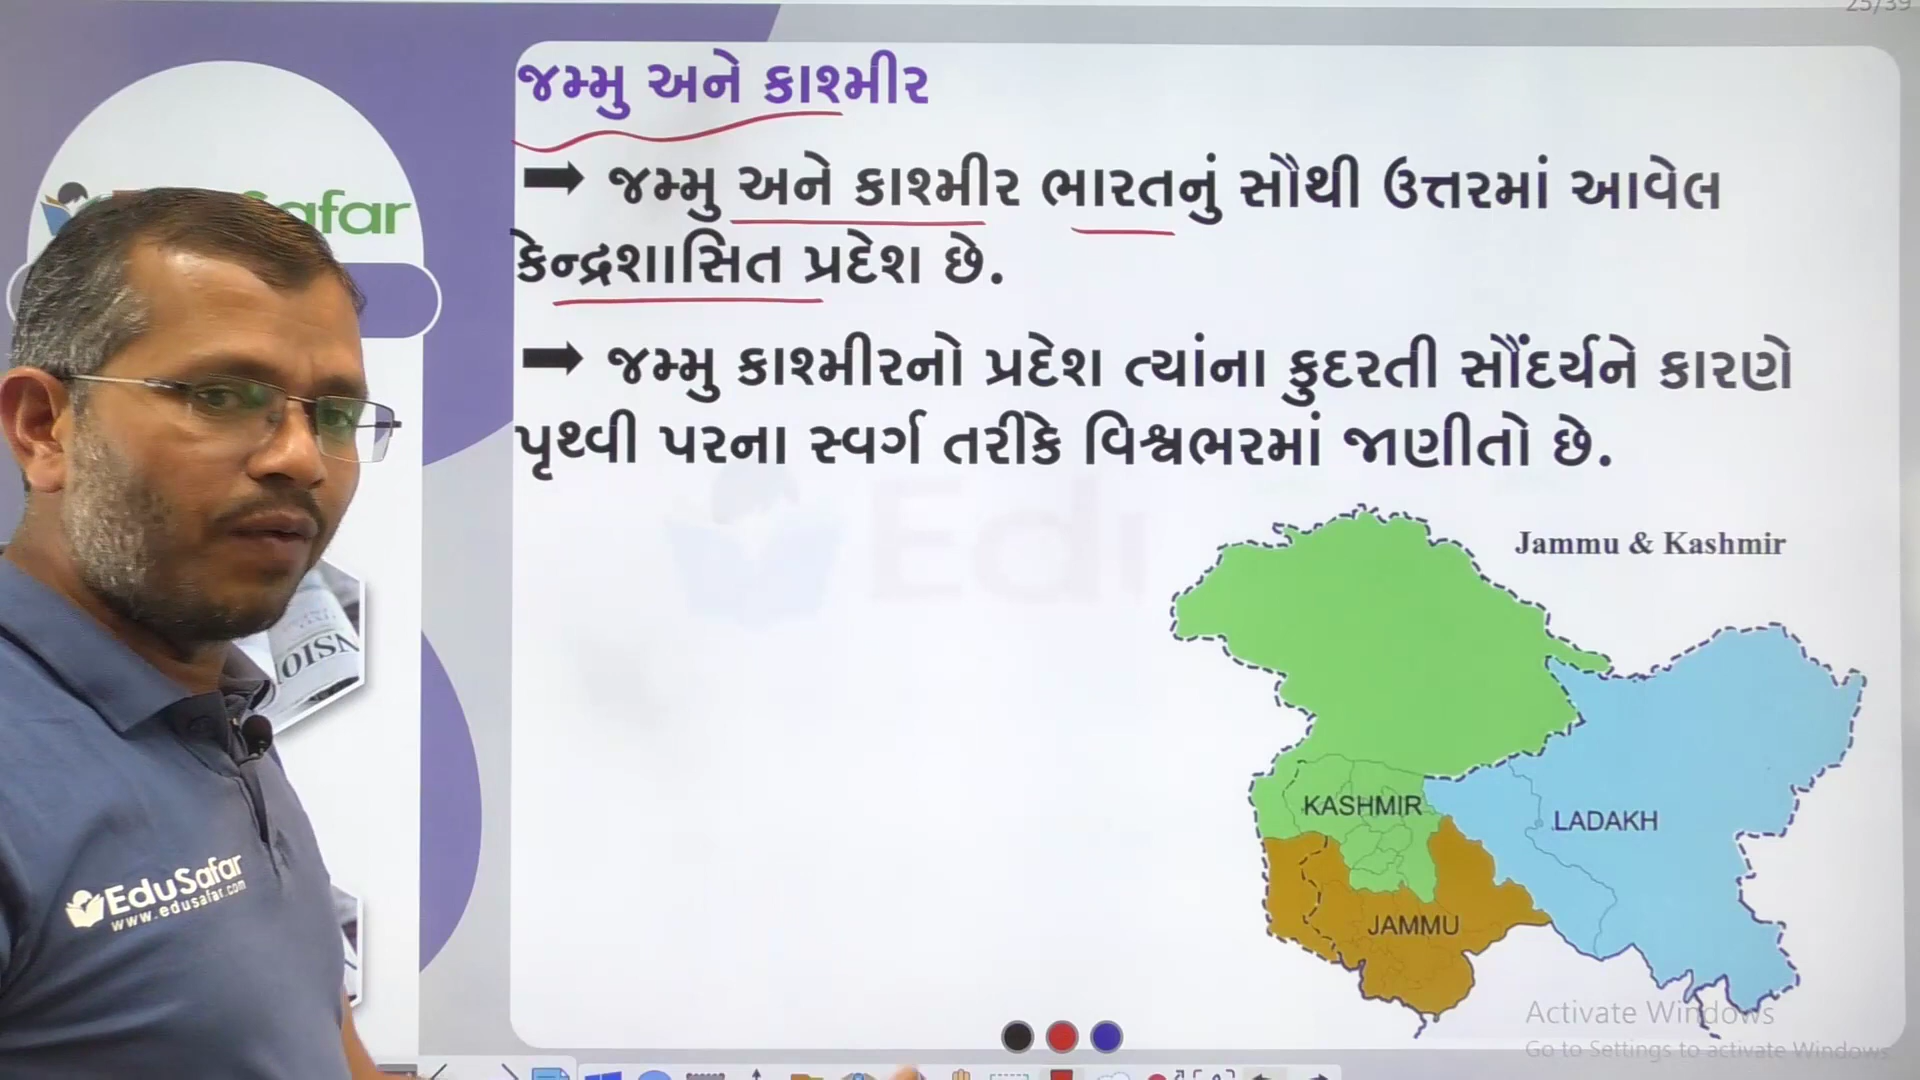 25/39
જમ્મુ અને કાશ્મીર
➡ જમ્મુ અને કાશ્મીર ભારતનું સૌથી ઉત્તરમાં આવેલ
કેન્દ્રશાસિત પ્રદેશ છે.
➡ જમ્મુ કાશ્મીરનો પ્રદેશ ત્યાંના કુદરતી સૌંદર્યને કારણે
પૃથ્વી પરના સ્વર્ગ તરીકે વિશ્વભરમાં જાણીતો છે.
Jammu & Kashmir
KASHMIR
LADAKH
JAMMU
EduSafar
www.edusafar.com
Activate Windows
Go to Settings to activate Windows